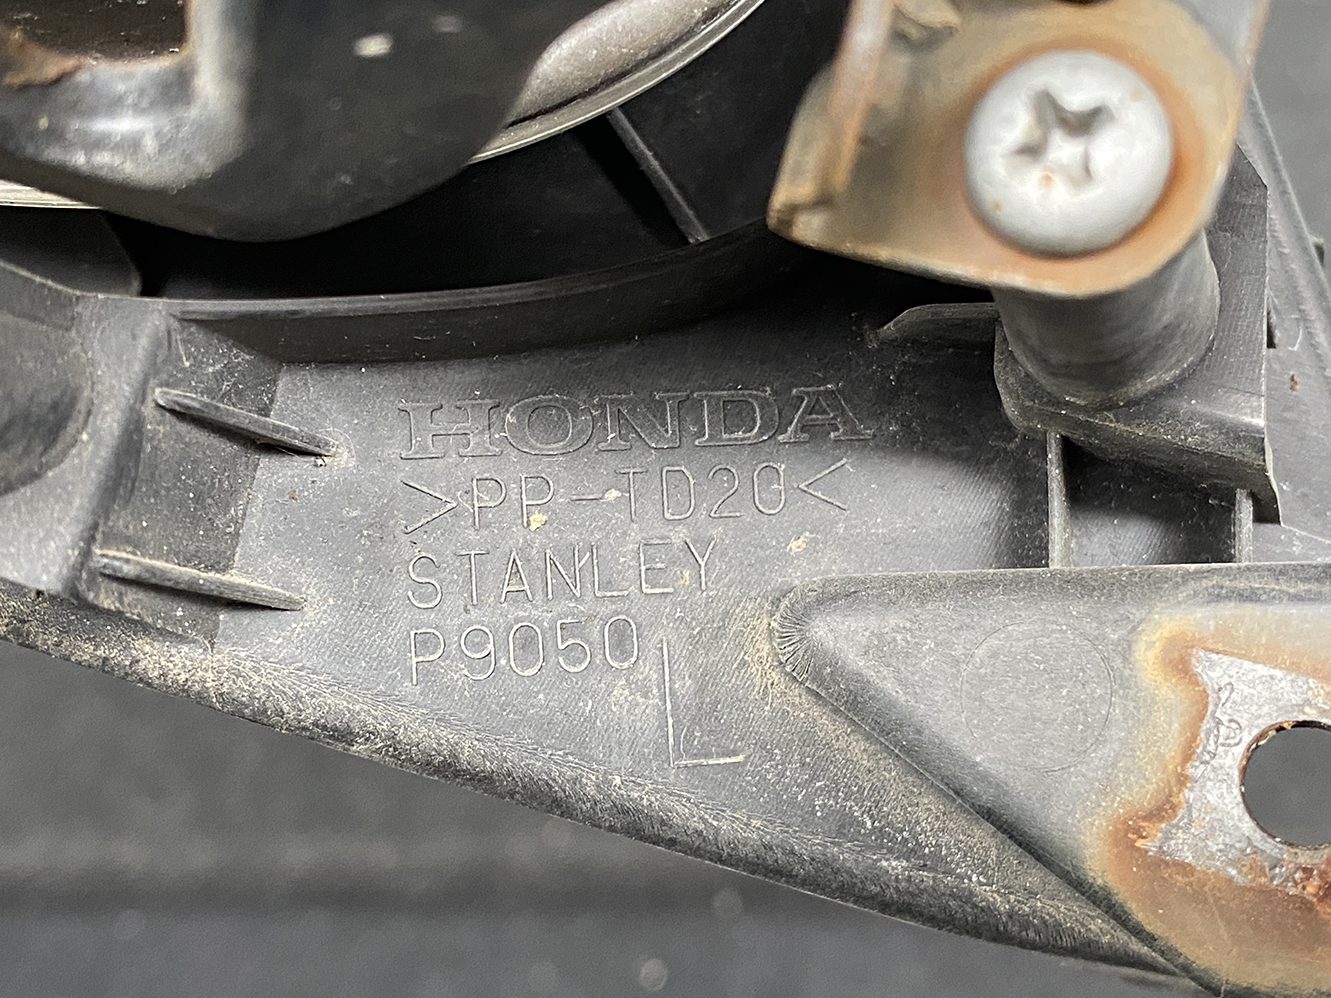 HONDA
>PP-TD20<
STANLEY
P9050
L